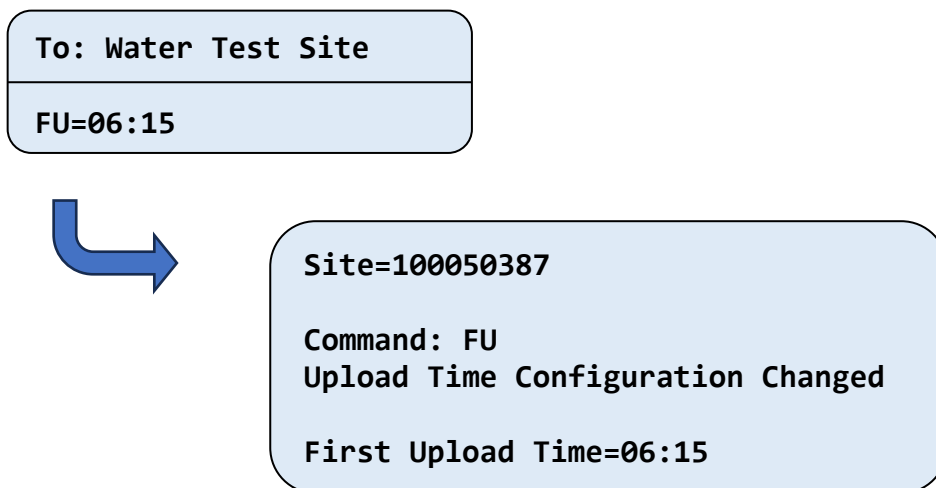 To: Water Test Site
FU=06:15
Site=100050387
Command: FU
Upload Time Configuration Changed
First Upload Time=06:15